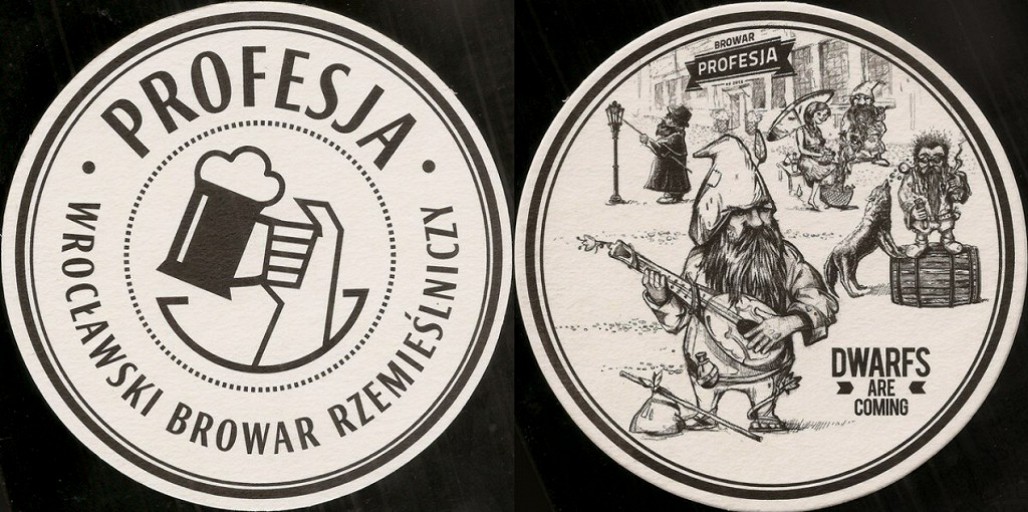 PROFESJA
WROCŁAWSKI BROWAR RZEMIEŚLNICZY
BROWAR
PROFESJA
DWARFS
ARE
COMING